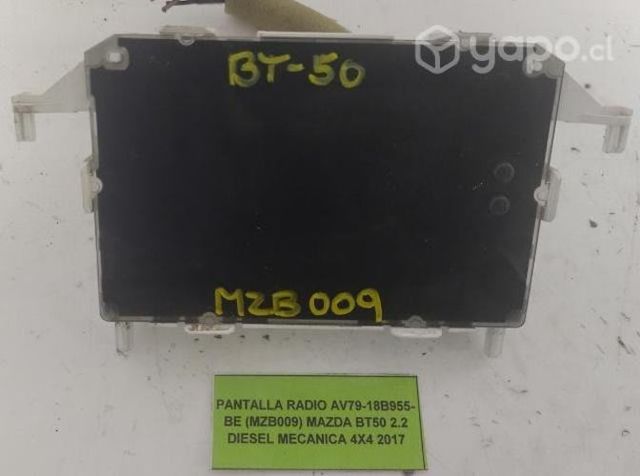 yapo.cl
BT-50
MZB009
PANTALLA RADIO AV79-18B955-
BE (MZB009) MAZDA BT50 2.2
DIESEL MECANICA 4X4 2017